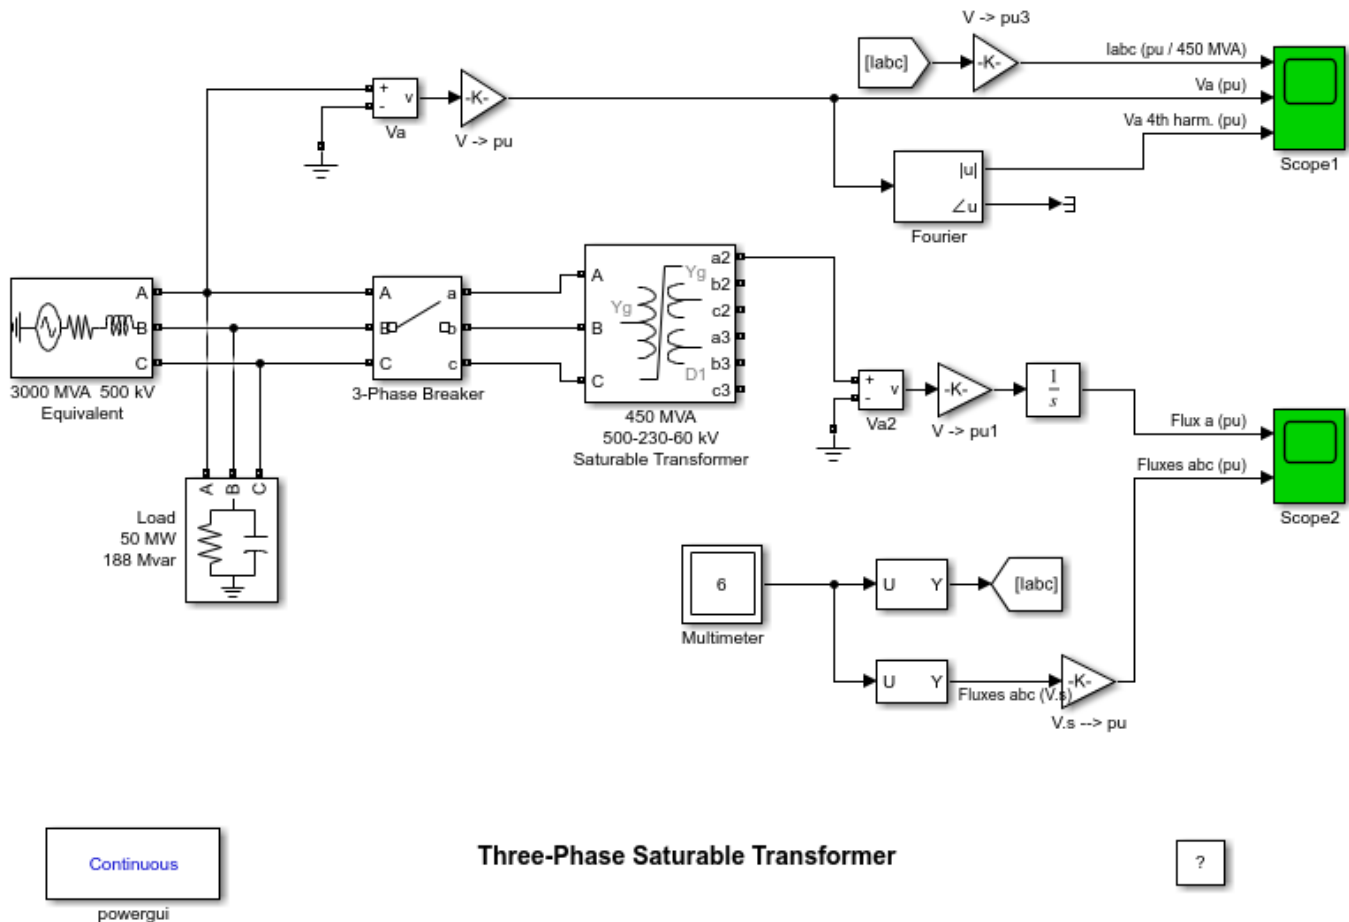 V -> pu3
[Iabc]
-K-
Iabc (pu / 450 MVA)
+
-
v
Va
-K-
V -> pu
Va (pu)
Va 4th harm. (pu)
Scope1
|u|
∠u
Fourier
A
B
C
3000 MVA 500 kV
Equivalent
A
B
C
a
b
c
3-Phase Breaker
A
B
C
Yg
Yg
D1
a2
b2
c2
a3
b3
c3
450 MVA
500-230-60 kV
Saturable Transformer
+
-
v
Va2
-K-
V -> pu1
1
s
Flux a (pu)
Fluxes abc (pu)
Scope2
A
B
C
Load
50 MW
188 Mvar
6
Multimeter
U Y
[Iabc]
U Y
Fluxes abc (V.s)
-K-
V.s --> pu
Continuous
powergui
Three-Phase Saturable Transformer
?